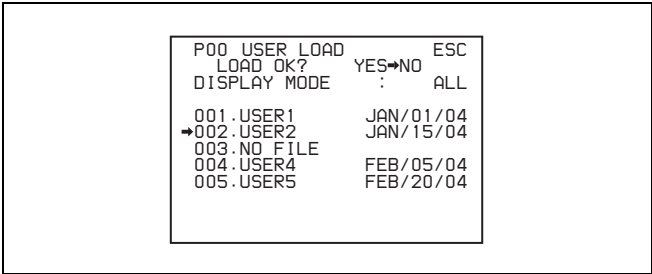 P00 USER LOAD ESC
LOAD OK? YES➡NO
DISPLAY MODE : ALL
001.USER1 JAN/01/04
➡002.USER2 JAN/15/04
003.NO FILE
004.USER4 FEB/05/04
005.USER5 FEB/20/04